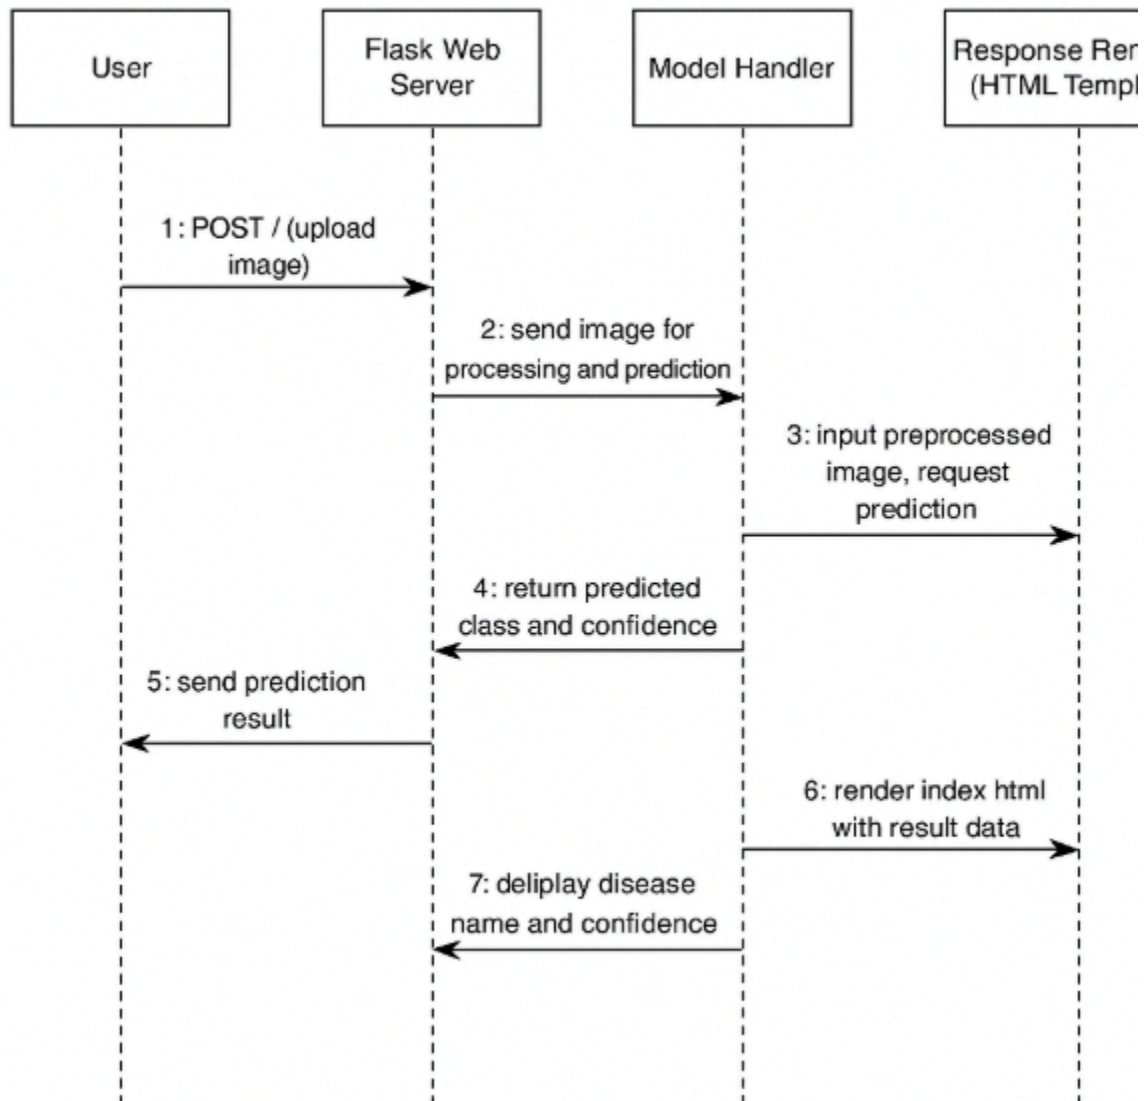 User
Flask Web
Server
Model Handler
Response Ren
(HTML Templ
1: POST / (upload
image)
2: send image for
processing and prediction
3: input preprocessed
image, request
prediction
4: return predicted
class and confidence
5: send prediction
result
6: render index html
with result data
7: deliplay disease
name and confidence